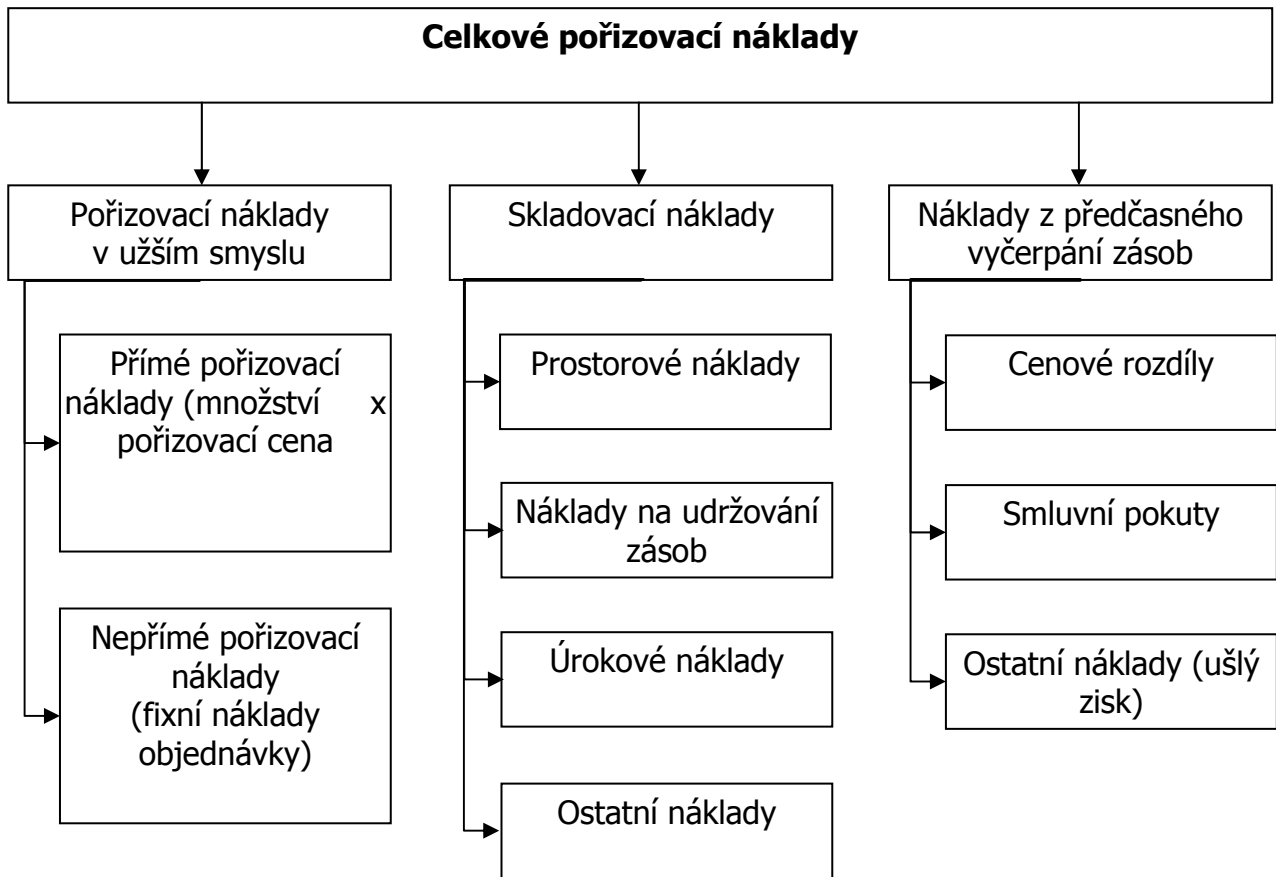 Celkové pořizovací náklady
Pořizovací náklady
v užším smyslu
Přímé pořizovací
náklady (množství x
pořizovací cena
Nepřímé pořizovací
náklady
(fixní náklady
objednávky)
Skladovací náklady
Prostorové náklady
Náklady na udržování
zásob
Úrokové náklady
Ostatní náklady
Náklady z předčasného
vyčerpání zásob
Cenové rozdíly
Smluvní pokuty
Ostatní náklady (ušlý
zisk)